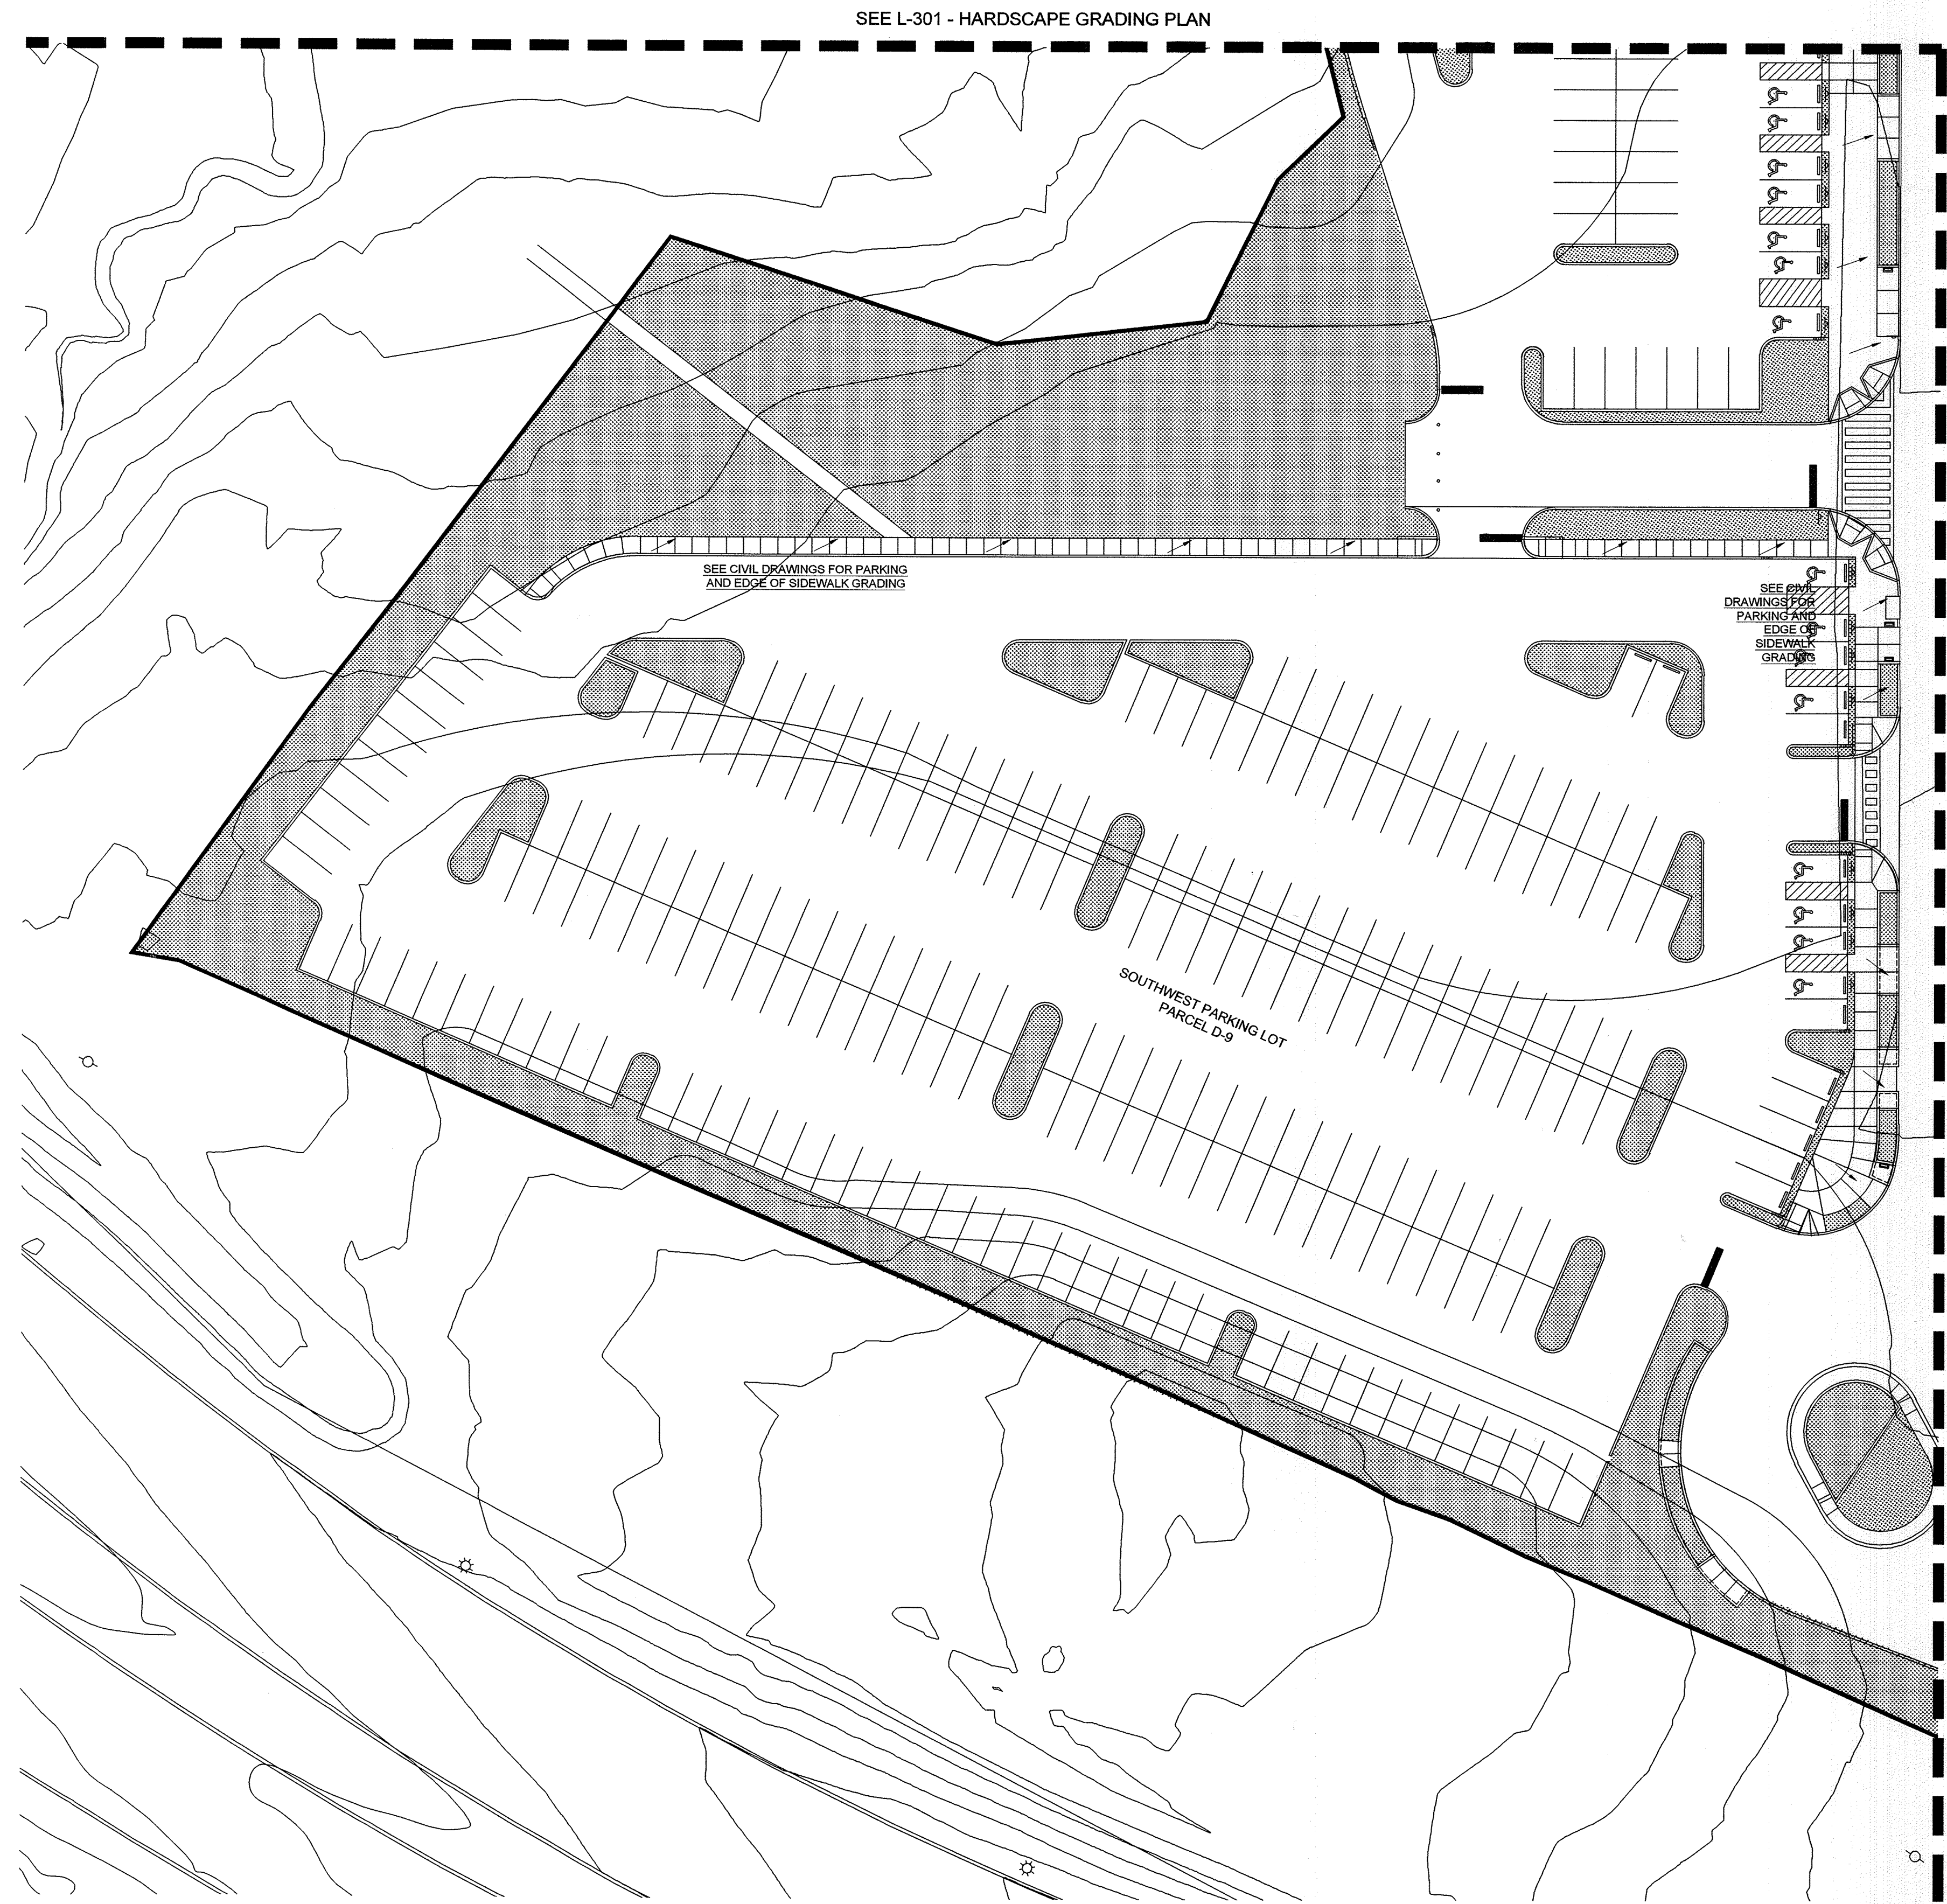 SEE L-301 - HARDSCAPE GRADING PLAN
SEE CIVIL DRAWINGS FOR PARKING
AND EDGE OF SIDEWALK GRADING
SEE CIVIL
DRAWINGS FOR
PARKING AND
EDGE OF
SIDEWALK
GRADING
SOUTHWEST PARKING LOT
PARCEL D-9